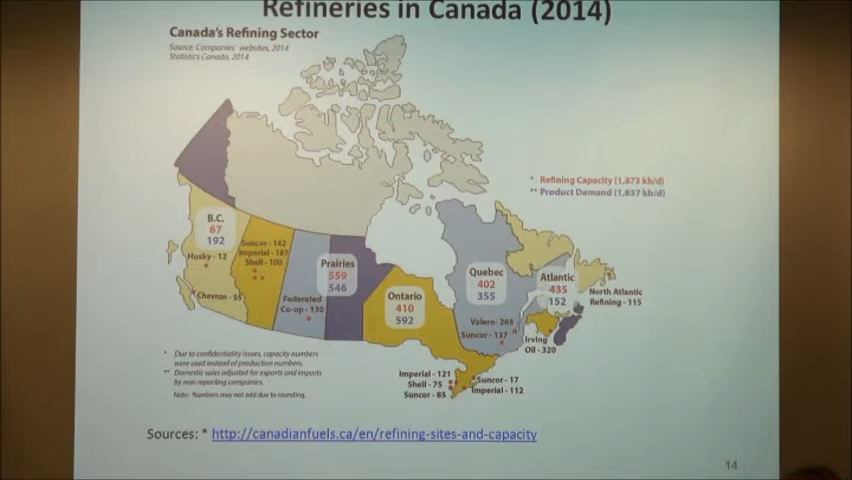 Refineries in Canada (2014)
Canada's Refining Sector
Source: Companies' websites, 2014
Statistics Canada, 2014
* Refining Capacity (1,873 kb/d)
** Product Demand (1,837 kb/d)
B.C.
67
192
Husky - 12
Chevron - 55
Suncor - 142
Imperial - 187
Shell - 100
Federated
Co-op - 130
Prairies
559
546
Ontario
410
592
Quebec
402
355
Valero - 265
Suncor - 137
Atlantic
435
152
North Atlantic
Refining - 115
Irving
Oil - 320
Imperial - 121
Shell - 75
Suncor - 85
Suncor - 17
Imperial - 112
* Due to confidentiality issues, capacity numbers
were used instead of production numbers.
** Domestic sales adjusted for exports and imports
by non reporting companies.
Note: Numbers may not add due to rounding.
Sources: * http://canadianfuels.ca/en/refining-sites-and-capacity
14